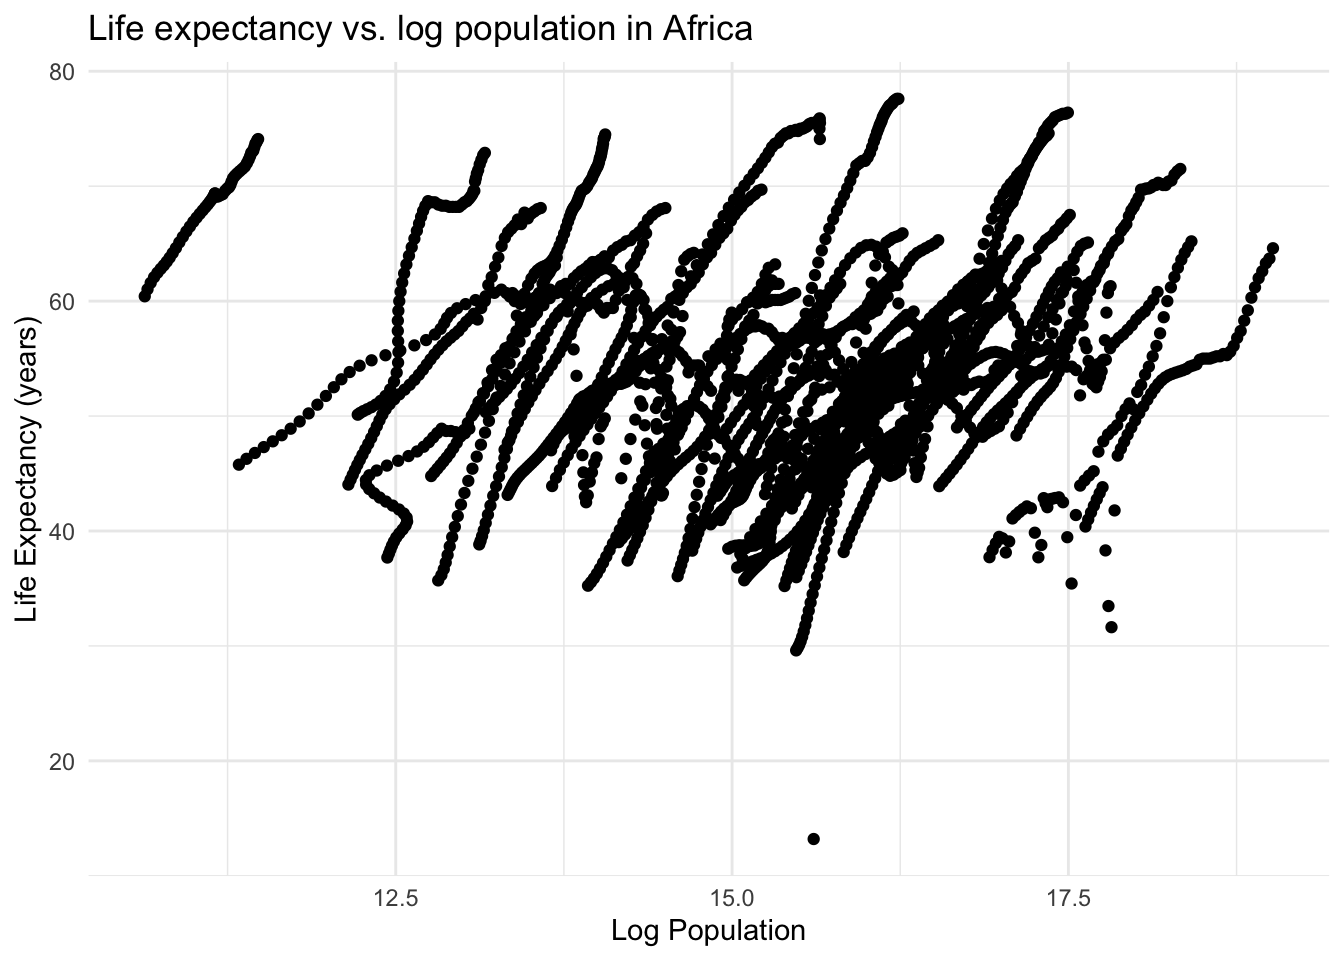 Life expectancy vs. log population in Africa
80
60
40
20
Life Expectancy (years)
12.5 15.0 17.5
Log Population